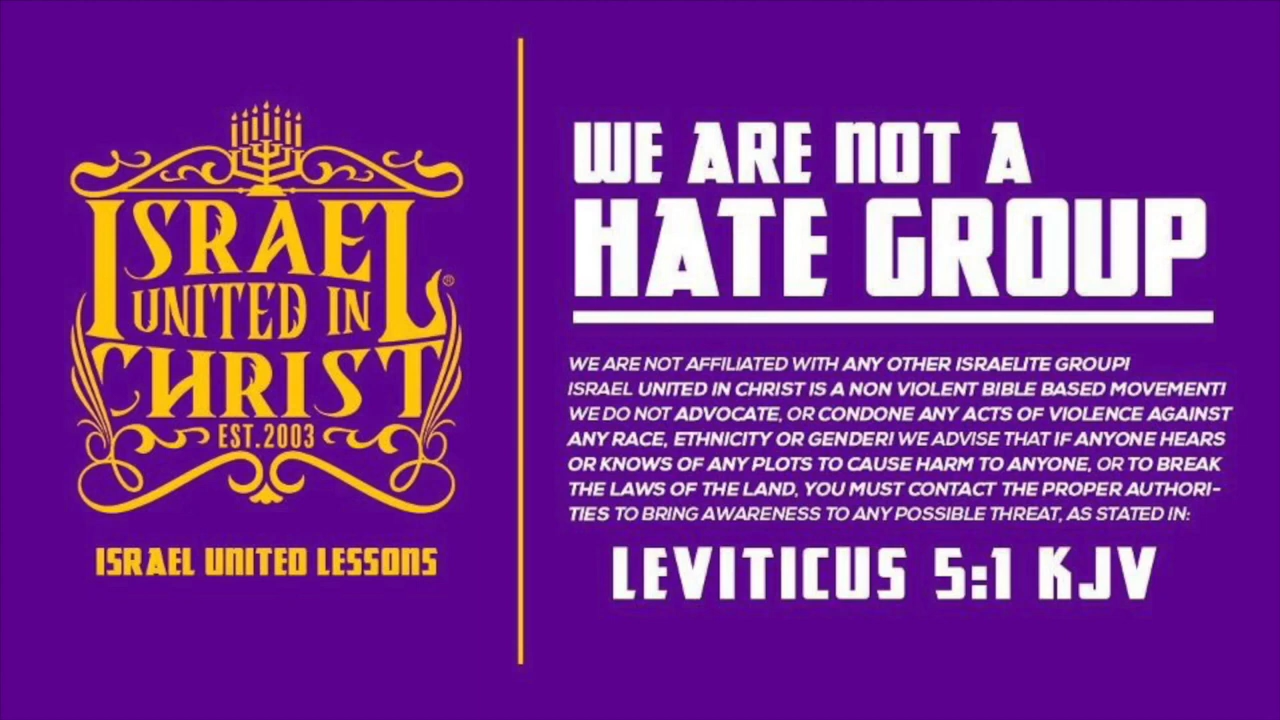 ISRAEL
UNITED IN
CHRIST
EST.2003
ISRAEL UNITED LESSONS
WE ARE NOT A
HATE GROUP
WE ARE NOT AFFILIATED WITH ANY OTHER ISRAELITE GROUP!
ISRAEL UNITED IN CHRIST IS A NON VIOLENT BIBLE BASED MOVEMENT!
WE DO NOT ADVOCATE, OR CONDONE ANY ACTS OF VIOLENCE AGAINST
ANY RACE, ETHNICITY OR GENDER! WE ADVISE THAT IF ANYONE HEARS
OR KNOWS OF ANY PLOTS TO CAUSE HARM TO ANYONE, OR TO BREAK
THE LAWS OF THE LAND, YOU MUST CONTACT THE PROPER AUTHORI-
TIES TO BRING AWARENESS TO ANY POSSIBLE THREAT, AS STATED IN:
LEVITICUS 5:1 KJV